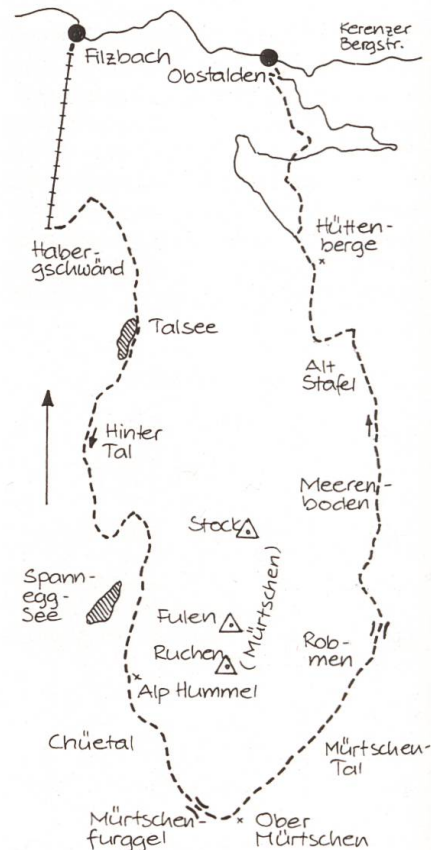 Kerenzer
Bergstr.
Filzbach
Obstalden
Haber-
gschwänd
Hütten-
berge
Talsee
Alt
Stafel
Hinter
Tal
Meeren-
boden
Stock
Spann-
egg-
See
Fulen
(Mürtschen)
Ruchen
Rob-
men
Alp Hummel
Chüetal
Mürtschen-
Tal
Mürtschen-
furggel
Ober
Mürtschen